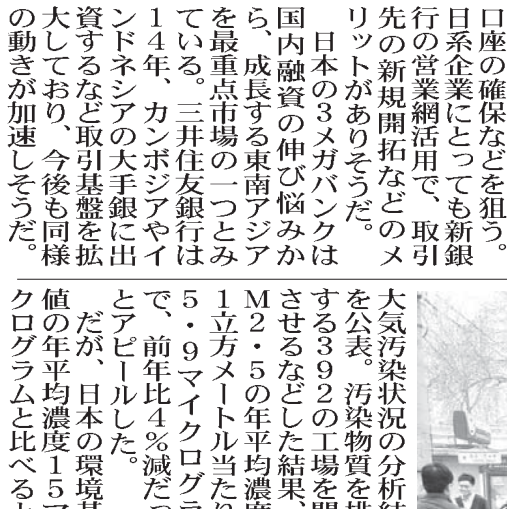 口座の確保などを狙う。
日系企業にとっても新銀
行の営業網活用で、取引
先の新規開拓などのメ
リットがありそうだ。
日本の3メガバンクは
国内融資の伸び悩みか
ら、成長する東南アジア
を最重点市場の一つとみ
ている。三井住友銀行は
14年、カンボジアやイ
ンドネシアの大手銀に出
資するなど取引基盤を拡
大しており、今後も同様
の動きが加速しそうだ。
大気汚染状況の分析結
を公表。汚染物質を排
する392の工場を閉
させるなどした結果、
M2・5の年平均濃度
1立方メートル当たり
5・9マイクログラ
で、前年比4%減だっ
とアピールした。
だが、日本の環境基
値の年平均濃度15マ
クログラムと比べると